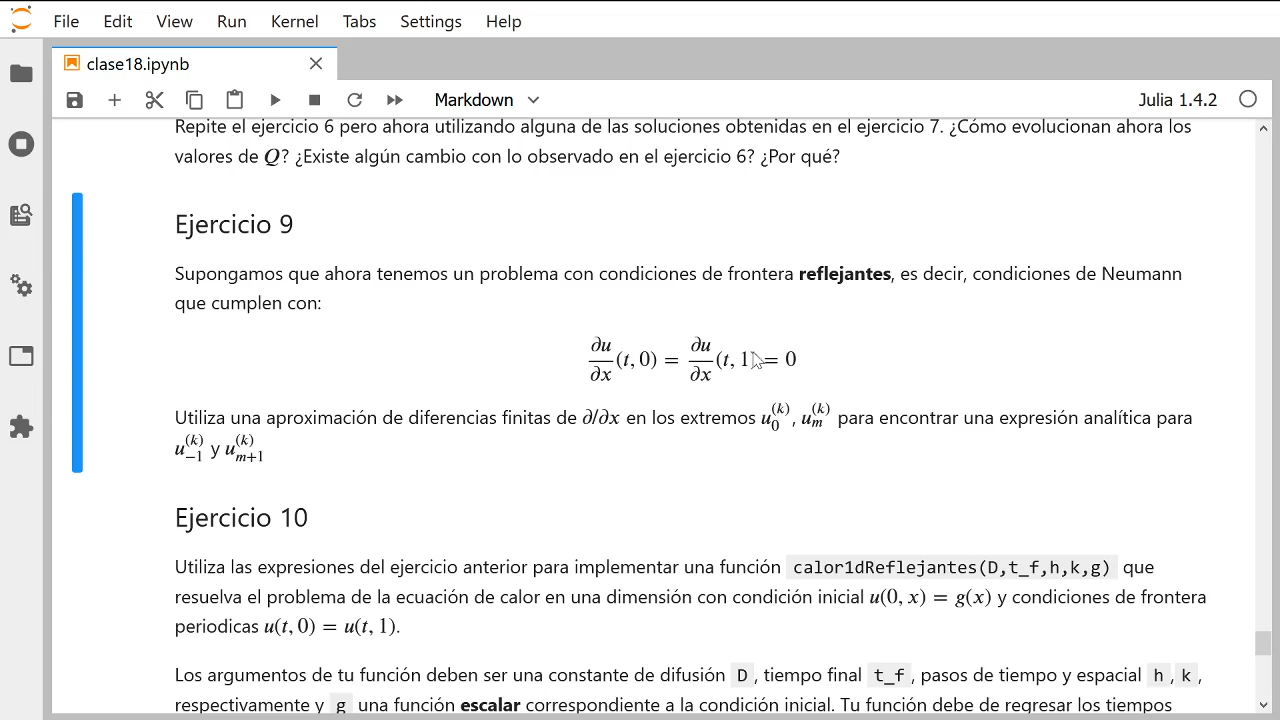 File Edit View Run Kernel Tabs Settings Help
clase18.ipynb
Markdown
Julia 1.4.2
Repite el ejercicio 6 pero ahora utilizando alguna de las soluciones obtenidas en el ejercicio 7. ¿Cómo evolucionan ahora los
valores de Q? ¿Existe algún cambio con lo observado en el ejercicio 6? ¿Por qué?
Ejercicio 9
Supongamos que ahora tenemos un problema con condiciones de frontera reflejantes, es decir, condiciones de Neumann
que cumplen con:
∂u/∂x (t, 0) = ∂u/∂x (t, 1) = 0
Utiliza una aproximación de diferencias finitas de ∂/∂x en los extremos u_0^(k), u_m^(k) para encontrar una expresión analítica para
u_{-1}^(k) y u_{m+1}^(k)
Ejercicio 10
Utiliza las expresiones del ejercicio anterior para implementar una función calor1dReflejantes(D,t_f,h,k,g) que
resuelva el problema de la ecuación de calor en una dimensión con condición inicial u(0, x) = g(x) y condiciones de frontera
periodicas u(t, 0) = u(t, 1).
Los argumentos de tu función deben ser una constante de difusión D , tiempo final t_f , pasos de tiempo y espacial h , k ,
respectivamente y g una función escalar correspondiente a la condición inicial. Tu función debe de regresar los tiempos